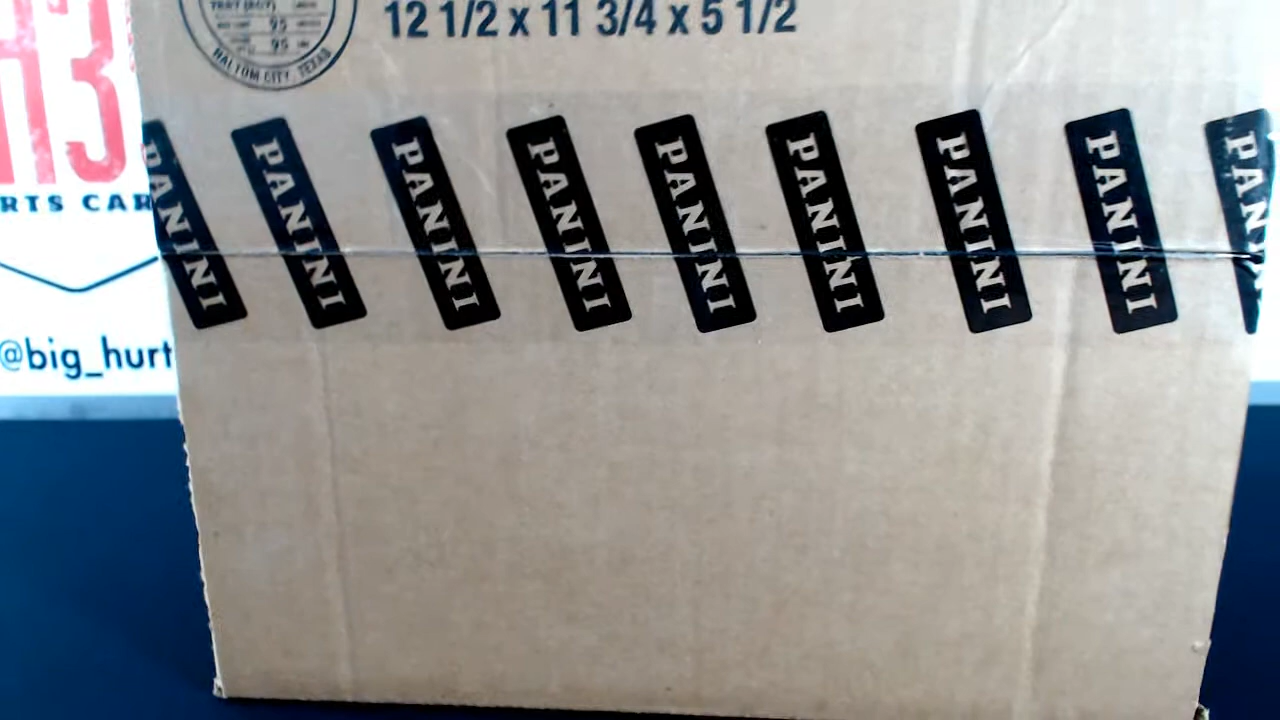 12 1/2 x 11 3/4 x 5 1/2
95
95
HALTOM CITY, TEXAS
PANINI
PANINI
PANINI
PANINI
PANINI
PANINI
PANINI
PANINI
PANINI
H3
RTS CAR
@big_hurt